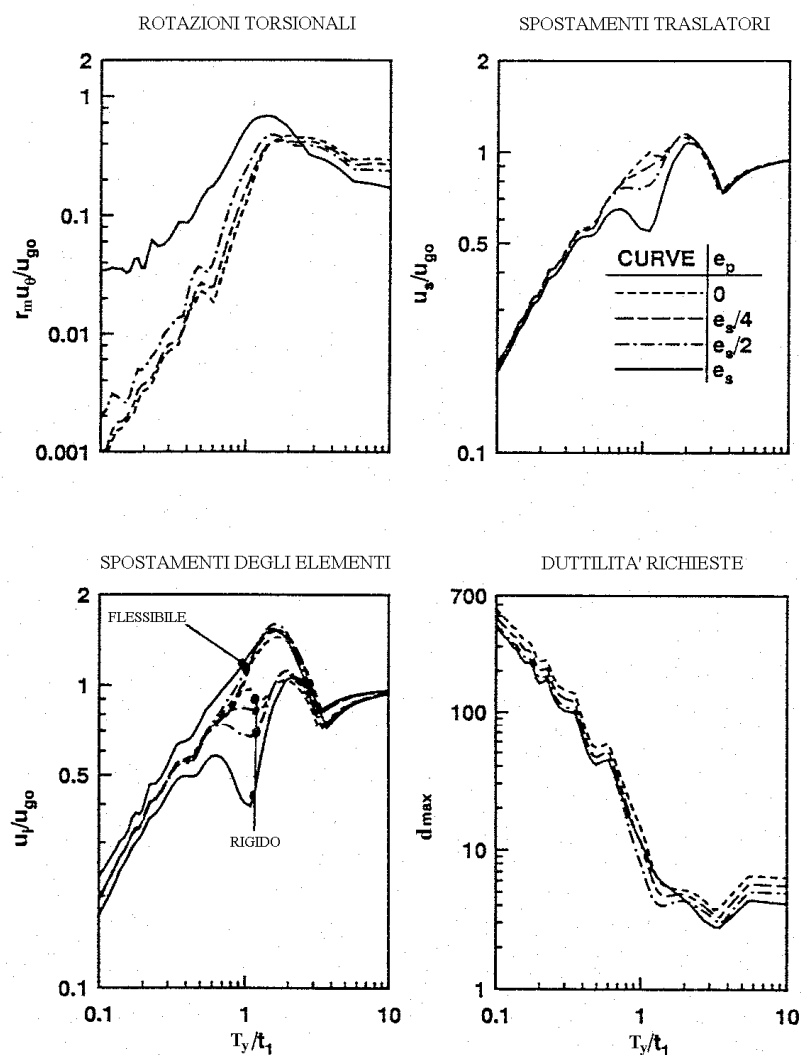 ROTAZIONI TORSIONALI
SPOSTAMENTI TRASLATORI
2
1
0.1
0.01
0.001
rₘuθ/u_go
2
1
0.5
0.1
u_s/u_go
CURVE e_p
0
e_s/4
e_s/2
e_s
SPOSTAMENTI DEGLI ELEMENTI
DUTTILITA' RICHIESTE
2
1
0.5
0.1
u_i/u_go
FLESSIBILE
RIGIDO
0.1
1
10
T_y/t_1
700
100
10
1
d_max
0.1
1
10
T_y/t_1